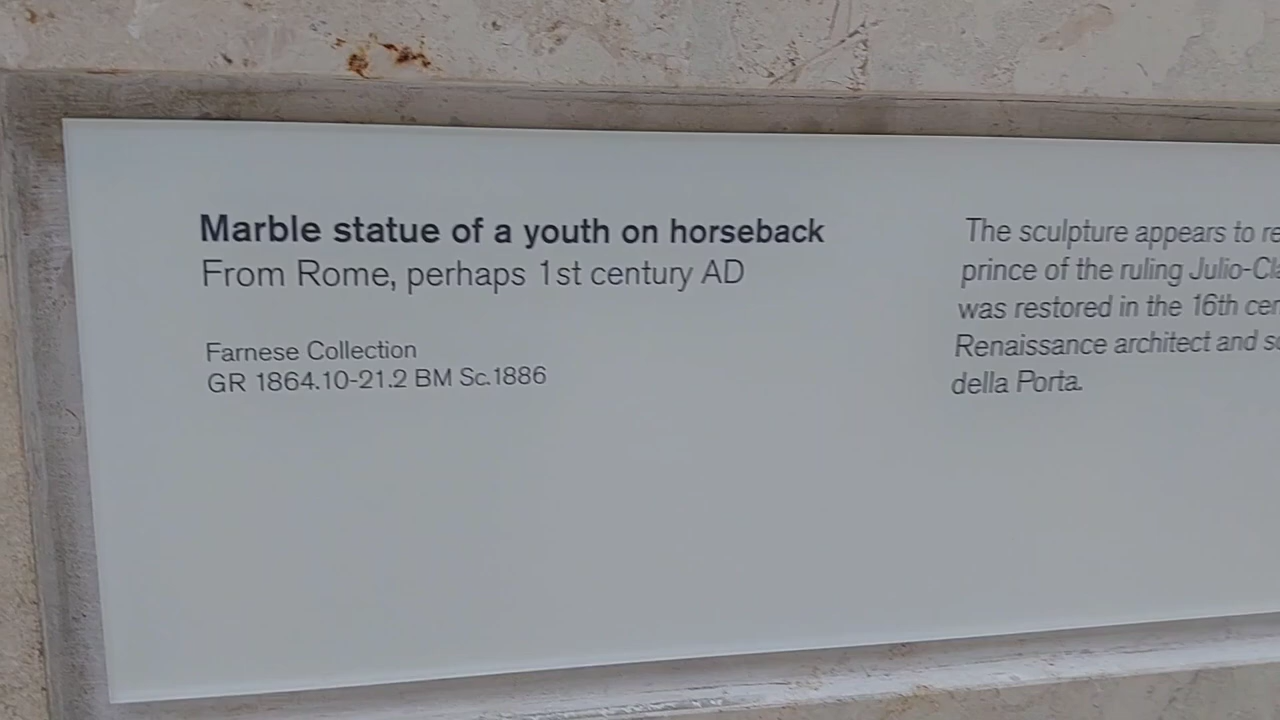 Marble statue of a youth on horseback
From Rome, perhaps 1st century AD
Farnese Collection
GR 1864.10-21.2 BM Sc.1886
The sculpture appears to
prince of the ruling
was restored in the 16th
Renaissance architect and
della Porta.